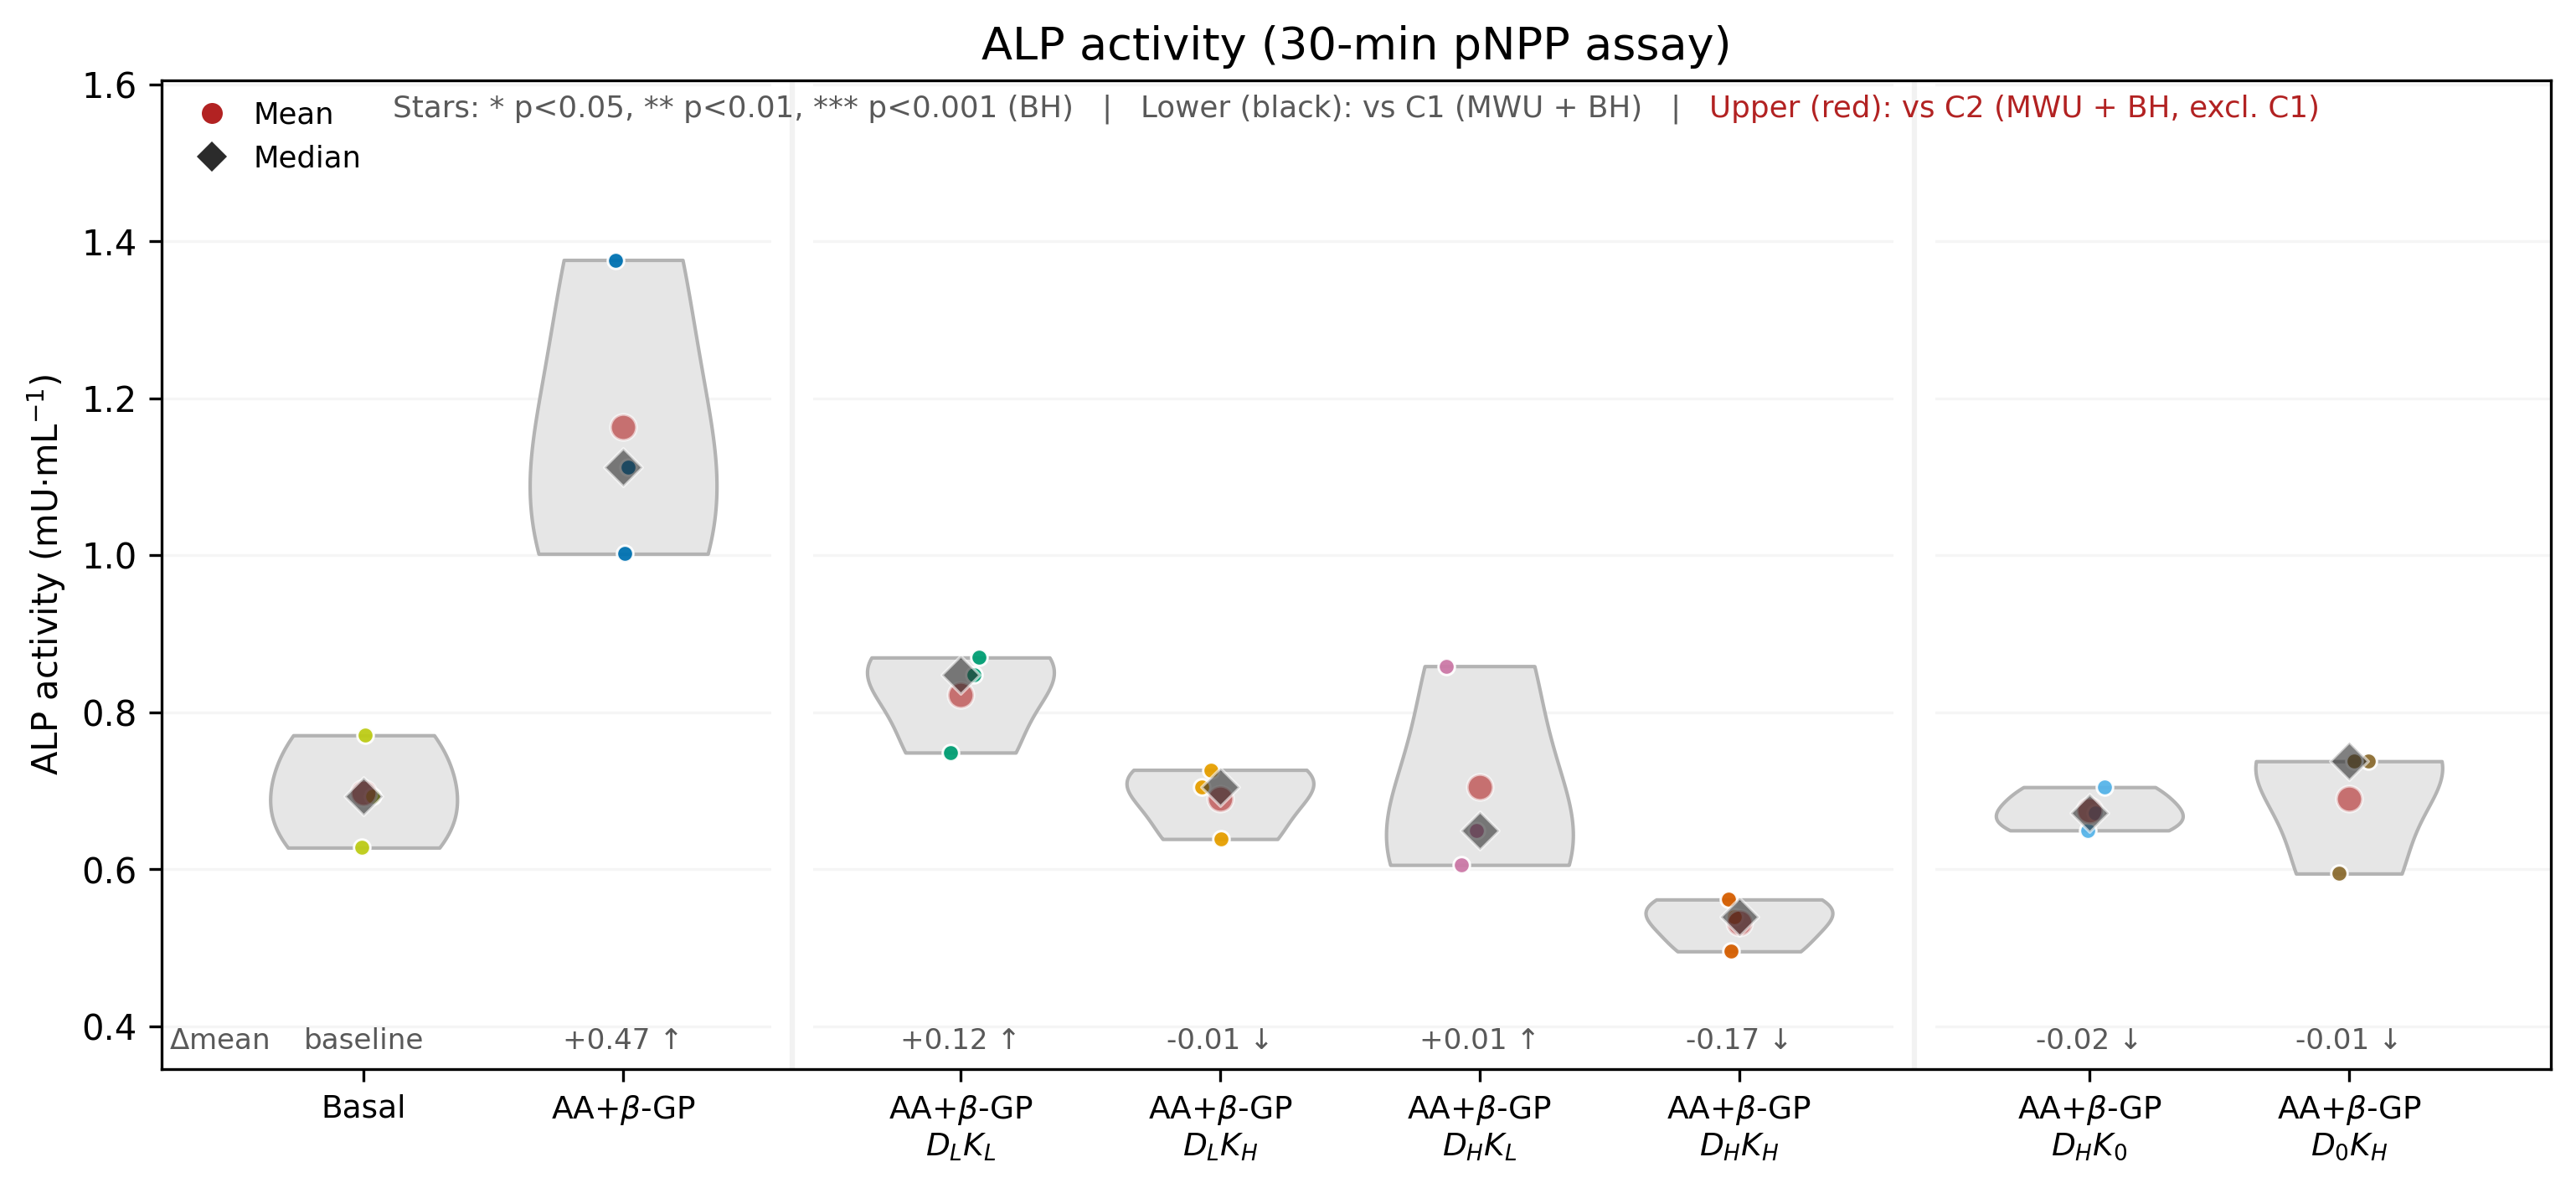 ALP activity (30-min pNPP assay)
Mean
Median
Stars: * p<0.05, ** p<0.01, *** p<0.001 (BH) | Lower (black): vs C1 (MWU + BH) | Upper (red): vs C2 (MWU + BH, excl. C1)
ALP activity (mU·mL⁻¹)
1.6
1.4
1.2
1.0
0.8
0.6
0.4
Δmean baseline +0.47 ↑ +0.12 ↑ -0.01 ↓ +0.01 ↑ -0.17 ↓ -0.02 ↓ -0.01 ↓
Basal AA+β-GP AA+β-GP AA+β-GP AA+β-GP AA+β-GP AA+β-GP AA+β-GP
D_LK_L D_LK_H D_HK_L D_HK_H D_HK_0 D_0K_H